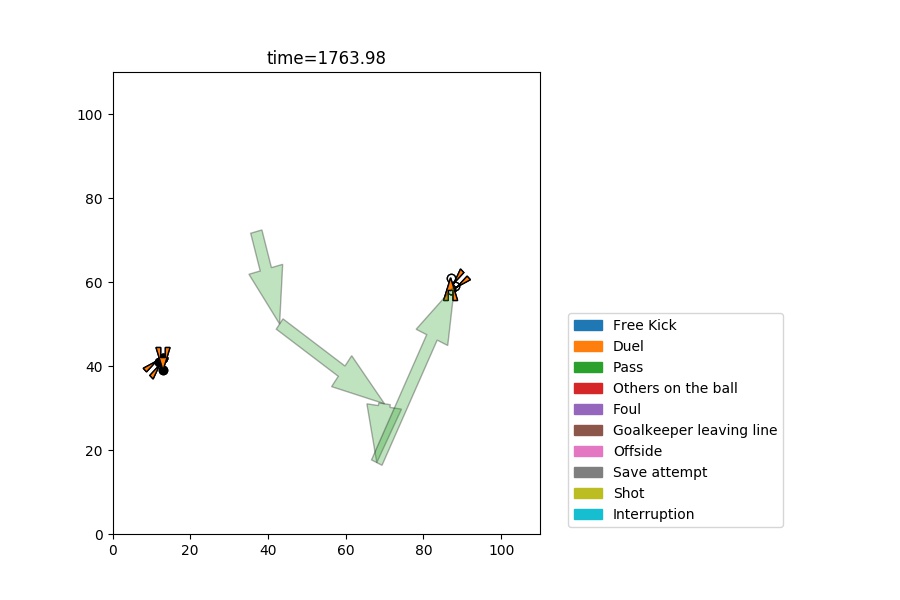 time=1763.98
100
80
60
40
20
0
0 20 40 60 80 100
Free Kick
Duel
Pass
Others on the ball
Foul
Goalkeeper leaving line
Offside
Save attempt
Shot
Interruption